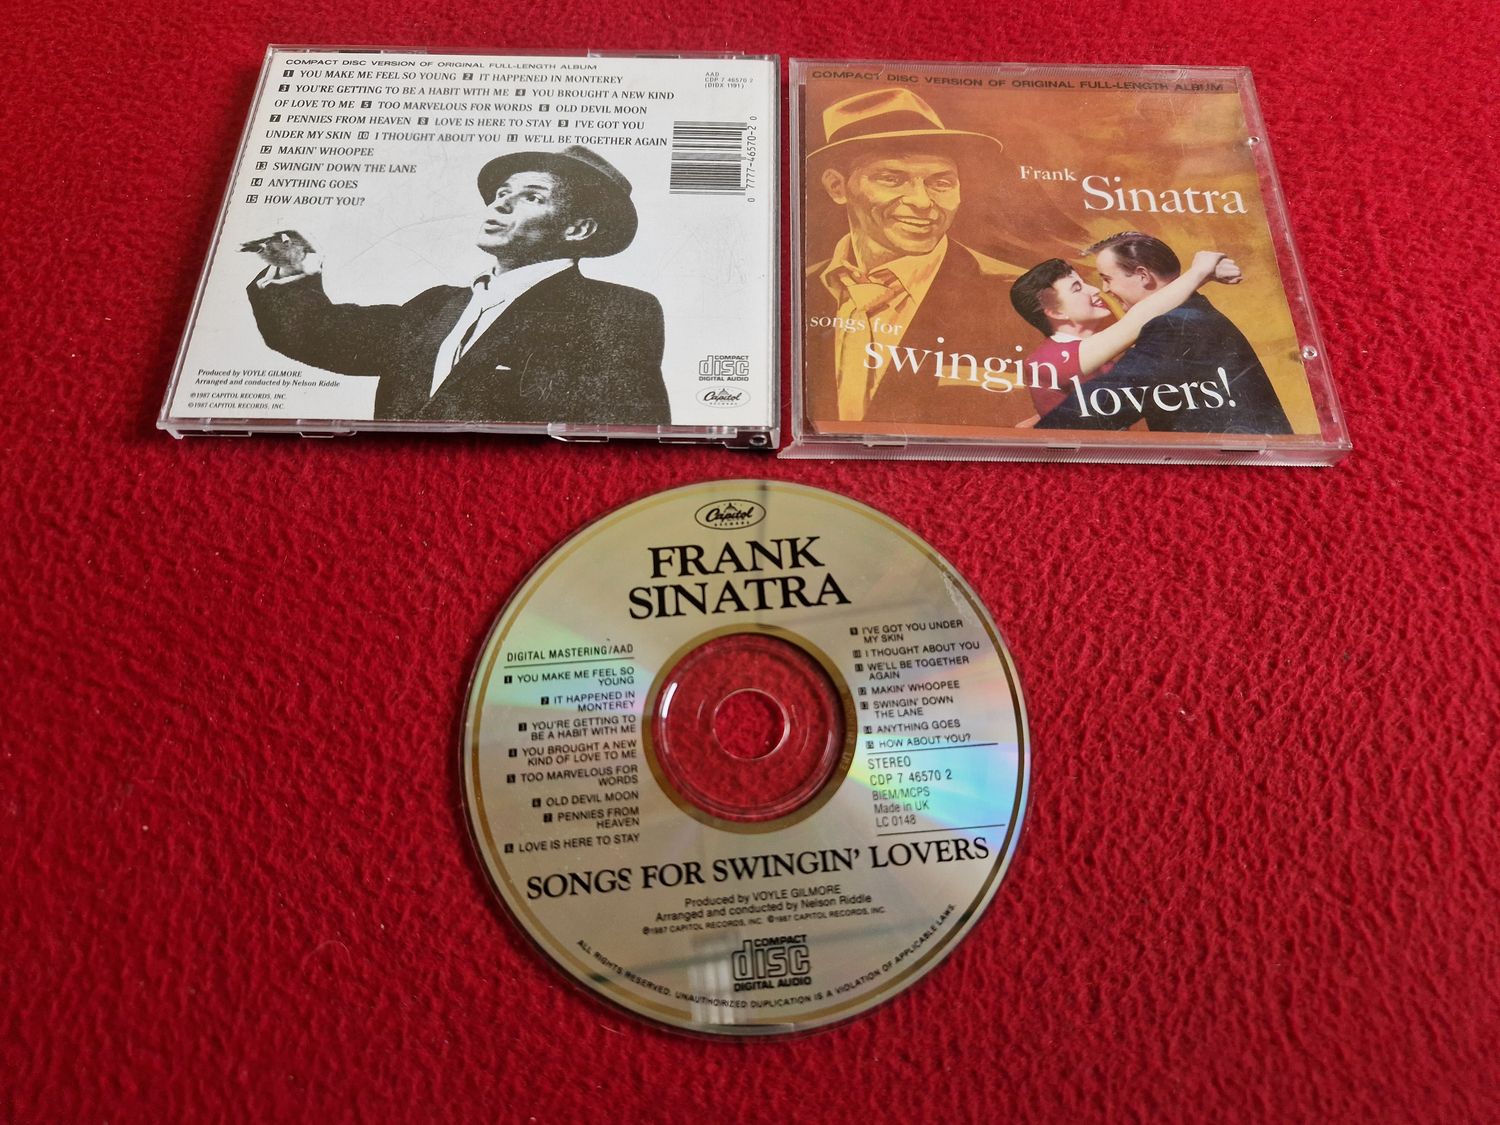 COMPACT DISC VERSION OF ORIGINAL FULL-LENGTH ALBUM
1 YOU MAKE ME FEEL SO YOUNG 2 IT HAPPENED IN MONTEREY
3 YOU'RE GETTING TO BE A HABIT WITH ME 4 YOU BROUGHT A NEW KIND
OF LOVE TO ME 5 TOO MARVELOUS FOR WORDS 6 OLD DEVIL MOON
7 PENNIES FROM HEAVEN 8 LOVE IS HERE TO STAY 9 I'VE GOT YOU
UNDER MY SKIN 10 I THOUGHT ABOUT YOU 11 WE'LL BE TOGETHER AGAIN
12 MAKIN' WHOOPEE
13 SWINGIN' DOWN THE LANE
14 ANYTHING GOES
15 HOW ABOUT YOU?
AAD
CDP 7 46570 2
(DIDX 1191)
0 7777-46570-2 0
Produced by VOYLE GILMORE
Arranged and conducted by Nelson Riddle
℗1987 CAPITOL RECORDS, INC.
©1987 CAPITOL RECORDS, INC.
COMPACT
disc
DIGITAL AUDIO
Capitol
RECORDS
COMPACT DISC VERSION OF ORIGINAL FULL-LENGTH ALBUM
Frank Sinatra
songs for
swingin'
lovers!
Capitol
RECORDS
FRANK
SINATRA
DIGITAL MASTERING/AAD
1 YOU MAKE ME FEEL SO
YOUNG
2 IT HAPPENED IN
MONTEREY
3 YOU'RE GETTING TO
BE A HABIT WITH ME
4 YOU BROUGHT A NEW
KIND OF LOVE TO ME
5 TOO MARVELOUS FOR
WORDS
6 OLD DEVIL MOON
7 PENNIES FROM
HEAVEN
8 LOVE IS HERE TO STAY
9 I'VE GOT YOU UNDER
MY SKIN
10 I THOUGHT ABOUT YOU
11 WE'LL BE TOGETHER
AGAIN
12 MAKIN' WHOOPEE
13 SWINGIN' DOWN
THE LANE
14 ANYTHING GOES
15 HOW ABOUT YOU?
STEREO
CDP 7 46570 2
BIEM/MCPS
Made in UK
LC 0148
SONGS FOR SWINGIN' LOVERS
Produced by VOYLE GILMORE
Arranged and conducted by Nelson Riddle
℗1987 CAPITOL RECORDS, INC. ©1987 CAPITOL RECORDS, INC.
COMPACT
disc
DIGITAL AUDIO
ALL RIGHTS RESERVED. UNAUTHORIZED DUPLICATION IS A VIOLATION OF APPLICABLE LAWS.